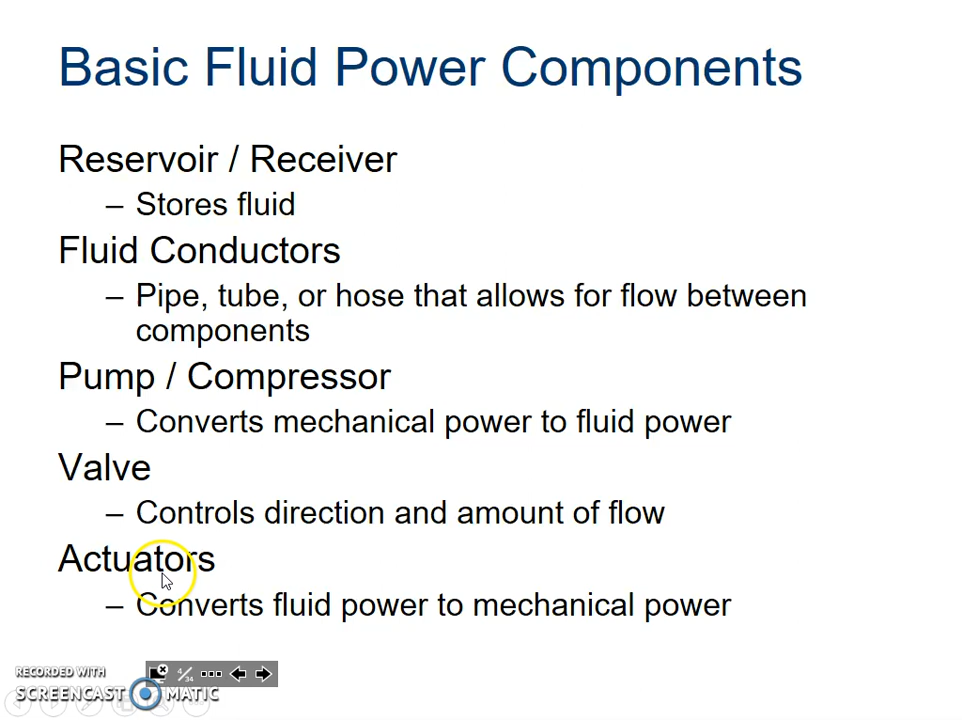 Basic Fluid Power Components
Reservoir / Receiver
– Stores fluid
Fluid Conductors
– Pipe, tube, or hose that allows for flow between
components
Pump / Compressor
– Converts mechanical power to fluid power
Valve
– Controls direction and amount of flow
Actuators
– Converts fluid power to mechanical power
RECORDED WITH
4/34
SCREENCAST MATIC